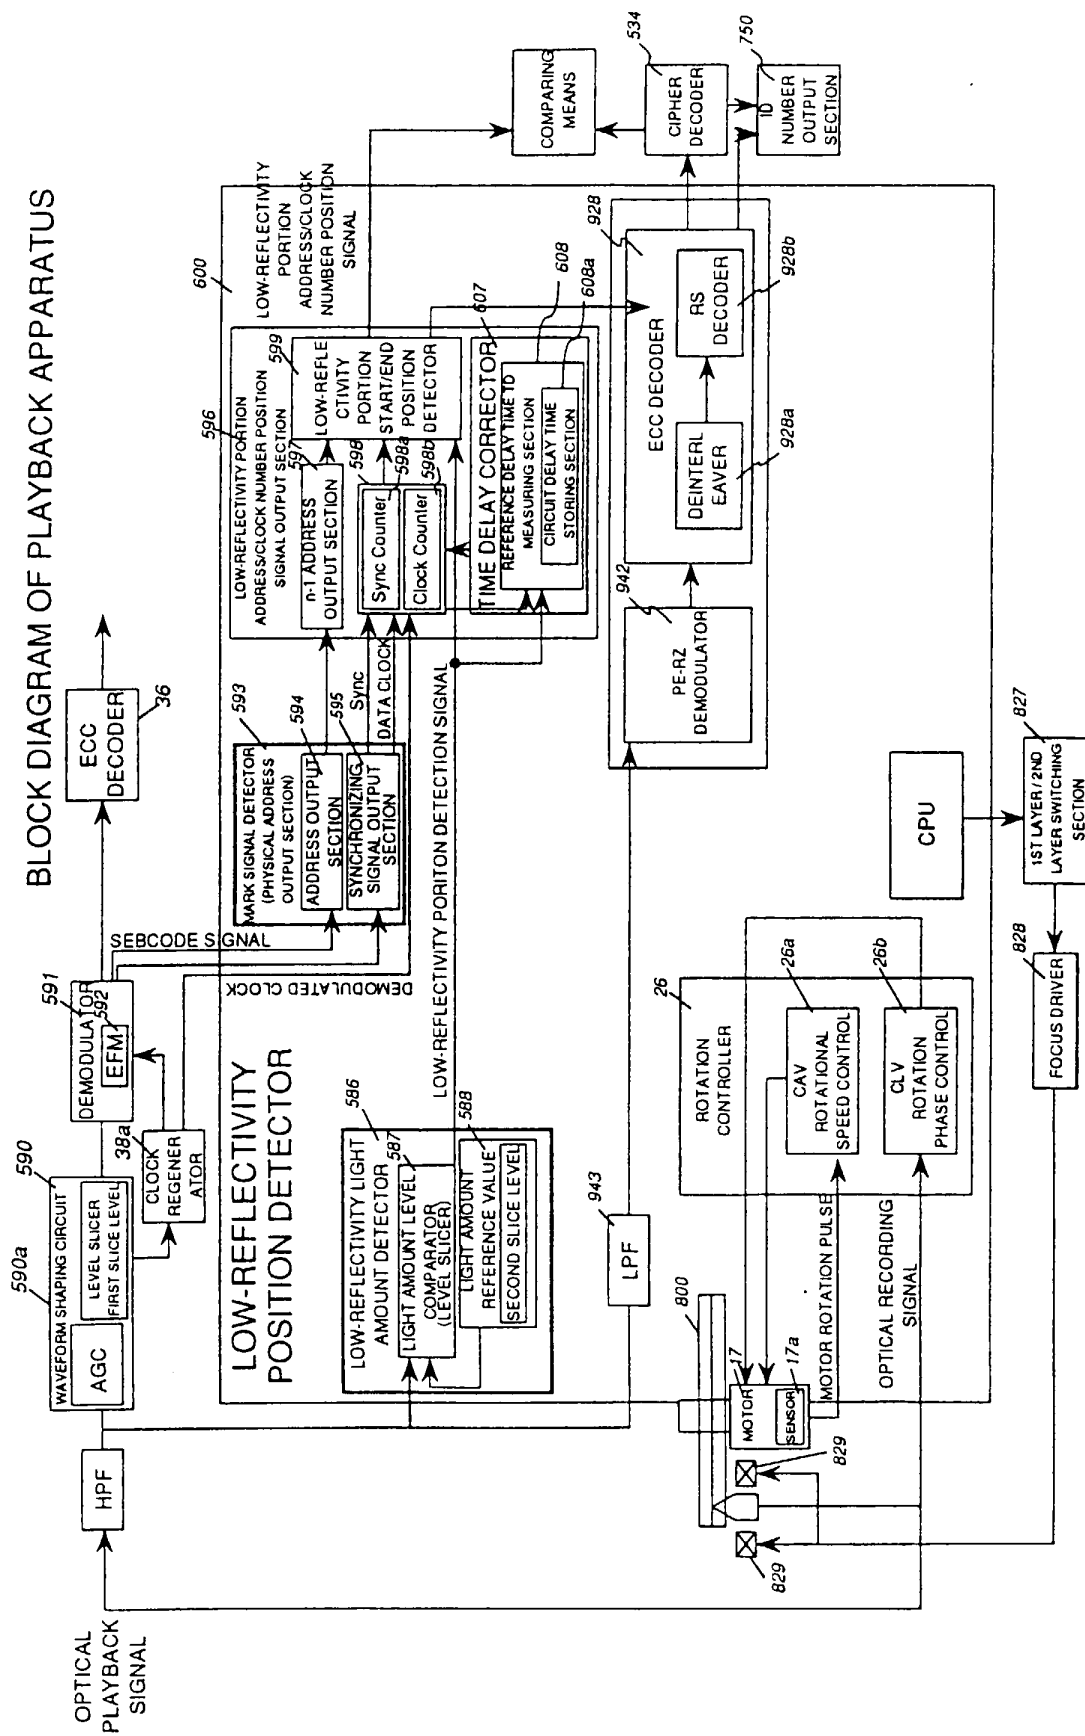 BLOCK DIAGRAM OF PLAYBACK APPARATUS
OPTICAL
PLAYBACK
SIGNAL
HPF
590a
590
WAVEFORM SHAPING CIRCUIT
AGC
LEVEL SLICER
FIRST SLICE LEVEL
38a
CLOCK
REGENER
ATOR
591
DEMODULATOR
592
EFM
ECC
DECODER
36
SEBCODE SIGNAL
DEMODULATED CLOCK
LOW-REFLECTIVITY
POSITION DETECTOR
600
586
LOW-REFLECTIVITY LIGHT
AMOUNT DETECTOR
587
LIGHT AMOUNT LEVEL
COMPARATOR
(LEVEL SLICER)
588
LIGHT AMOUNT
REFERENCE VALUE
SECOND SLICE LEVEL
LOW-REFLECTIVITY PORITON DETECTION SIGNAL
593
MARK SIGNAL DETECTOR
(PHYSICAL ADDRESS
OUTPUT SECTION)
594
ADDRESS OUTPUT
SECTION
595
SYNCHRONIZING
SIGNAL OUTPUT
SECTION
Sync
DATA CLOCK
596
LOW-REFLECTIVITY PORTION
ADDRESS/CLOCK NUMBER POSITION
SIGNAL OUTPUT SECTION
597
n-1 ADDRESS
OUTPUT SECTION
598
598a
Sync Counter
598b
Clock Counter
599
LOW-REFLE
CTIVITY
PORTION
START/END
POSITION
DETECTOR
LOW-REFLECTIVITY
PORTION
ADDRESS/CLOCK
NUMBER POSITION
SIGNAL
607
TIME DELAY CORRECTOR
608
REFERENCE DELAY TIME TD
MEASURING SECTION
608a
CIRCUIT DELAY TIME
STORING SECTION
COMPARING
MEANS
534
CIPHER
DECODER
750
ID
NUMBER
OUTPUT
SECTION
943
LPF
942
PE-RZ
DEMODULATOR
928
ECC DECODER
DEINTERL
EAVER
928a
RS
DECODER
928b
800
17
MOTOR
17a
SENSOR
829
829
MOTOR ROTATION PULSE
OPTICAL RECORDING
SIGNAL
26
ROTATION
CONTROLLER
26a
CAV
ROTATIONAL
SPEED CONTROL
26b
CLV
ROTATION
PHASE CONTROL
CPU
827
1ST LAYER/2ND
LAYER SWITCHING
SECTION
828
FOCUS DRIVER